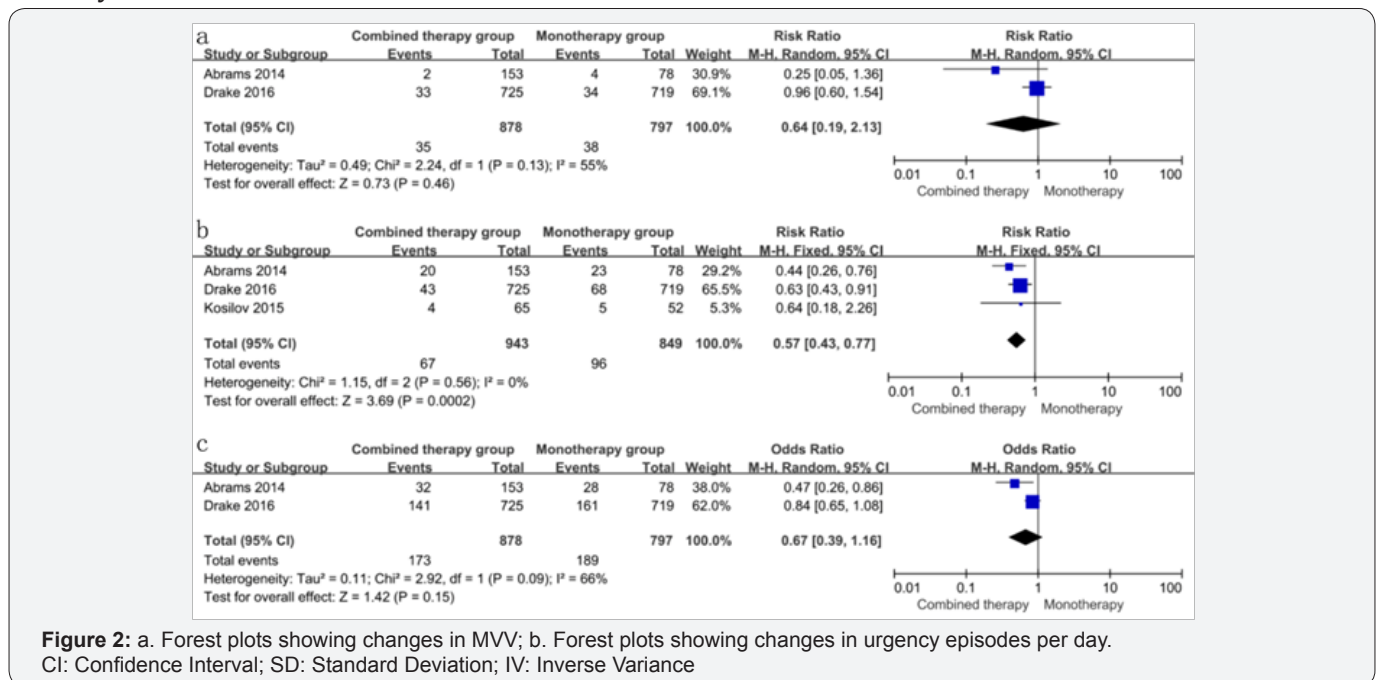 a
Combined therapy group Monotherapy group Risk Ratio Risk Ratio
Study or Subgroup Events Total Events Total Weight M-H. Random. 95% CI M-H. Random. 95% CI
Abrams 2014 2 153 4 78 30.9% 0.25 [0.05, 1.36]
Drake 2016 33 725 34 719 69.1% 0.96 [0.60, 1.54]
Total (95% CI) 878 797 100.0% 0.64 [0.19, 2.13]
Total events 35 38
Heterogeneity: Tau² = 0.49; Chi² = 2.24, df = 1 (P = 0.13); I² = 55%
Test for overall effect: Z = 0.73 (P = 0.46)
0.01 0.1 1 10 100
Combined therapy Monotherapy
b
Combined therapy group Monotherapy group Risk Ratio Risk Ratio
Study or Subgroup Events Total Events Total Weight M-H. Fixed. 95% CI M-H. Fixed. 95% CI
Abrams 2014 20 153 23 78 29.2% 0.44 [0.26, 0.76]
Drake 2016 43 725 68 719 65.5% 0.63 [0.43, 0.91]
Kosilov 2015 4 65 5 52 5.3% 0.64 [0.18, 2.26]
Total (95% CI) 943 849 100.0% 0.57 [0.43, 0.77]
Total events 67 96
Heterogeneity: Chi² = 1.15, df = 2 (P = 0.56); I² = 0%
Test for overall effect: Z = 3.69 (P = 0.0002)
0.01 0.1 1 10 100
Combined therapy Monotherapy
c
Combined therapy group Monotherapy group Odds Ratio Odds Ratio
Study or Subgroup Events Total Events Total Weight M-H. Random. 95% CI M-H. Random. 95% CI
Abrams 2014 32 153 28 78 38.0% 0.47 [0.26, 0.86]
Drake 2016 141 725 161 719 62.0% 0.84 [0.65, 1.08]
Total (95% CI) 878 797 100.0% 0.67 [0.39, 1.16]
Total events 173 189
Heterogeneity: Tau² = 0.11; Chi² = 2.92, df = 1 (P = 0.09); I² = 66%
Test for overall effect: Z = 1.42 (P = 0.15)
0.01 0.1 1 10 100
Combined therapy Monotherapy
Figure 2: a. Forest plots showing changes in MVV; b. Forest plots showing changes in urgency episodes per day.
CI: Confidence Interval; SD: Standard Deviation; IV: Inverse Variance